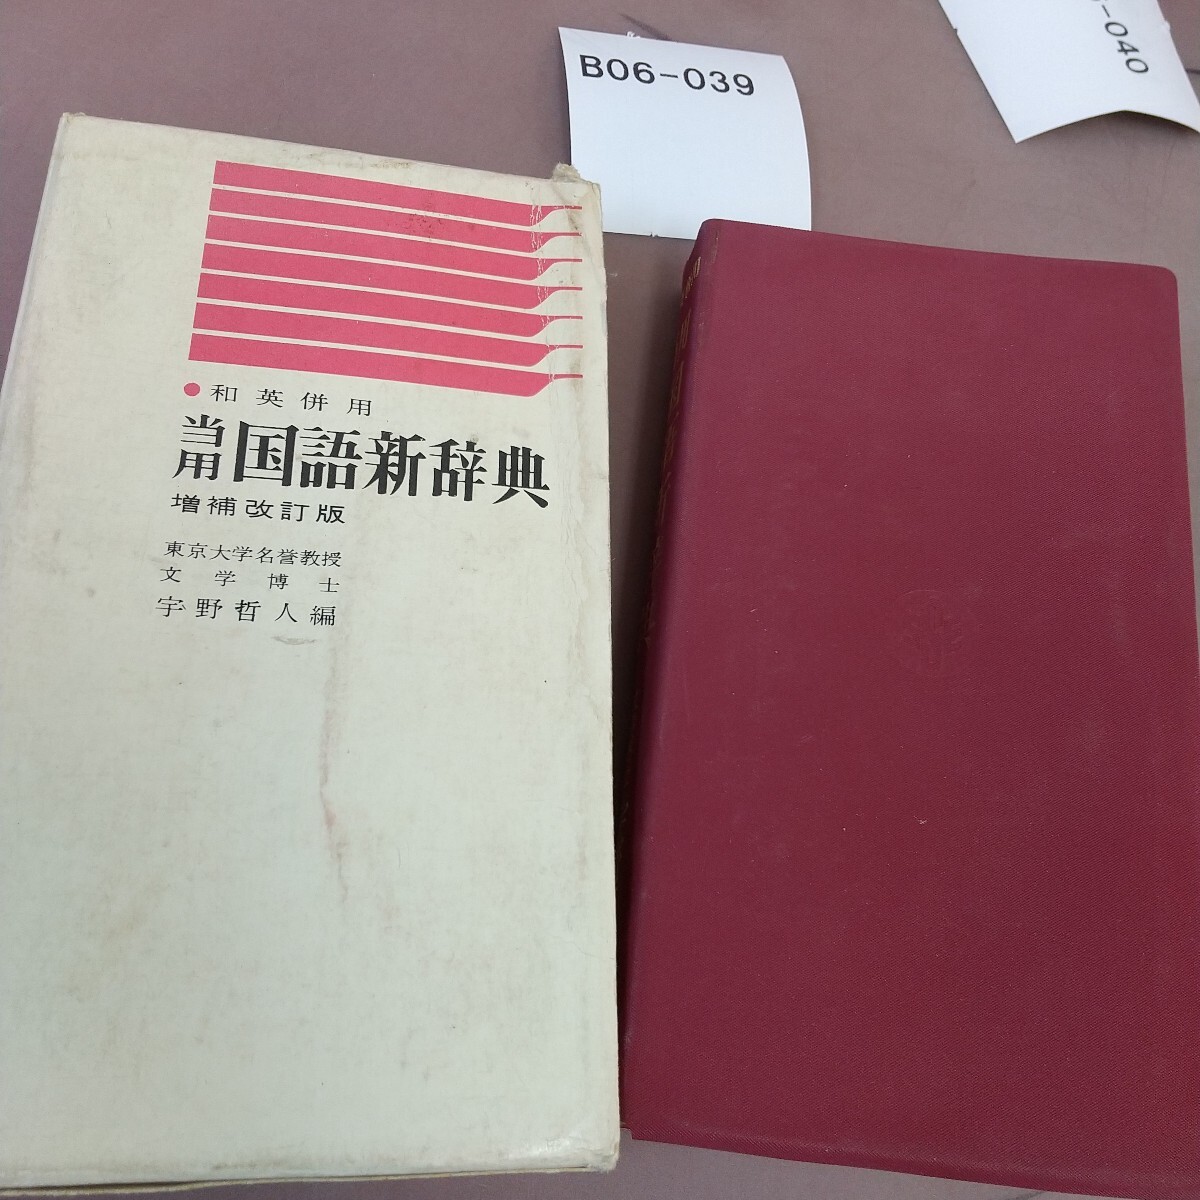 B06-039
-040
和英併用
当用国語新辞典
増補改訂版
東京大学名誉教授
文学博士
宇野哲人編